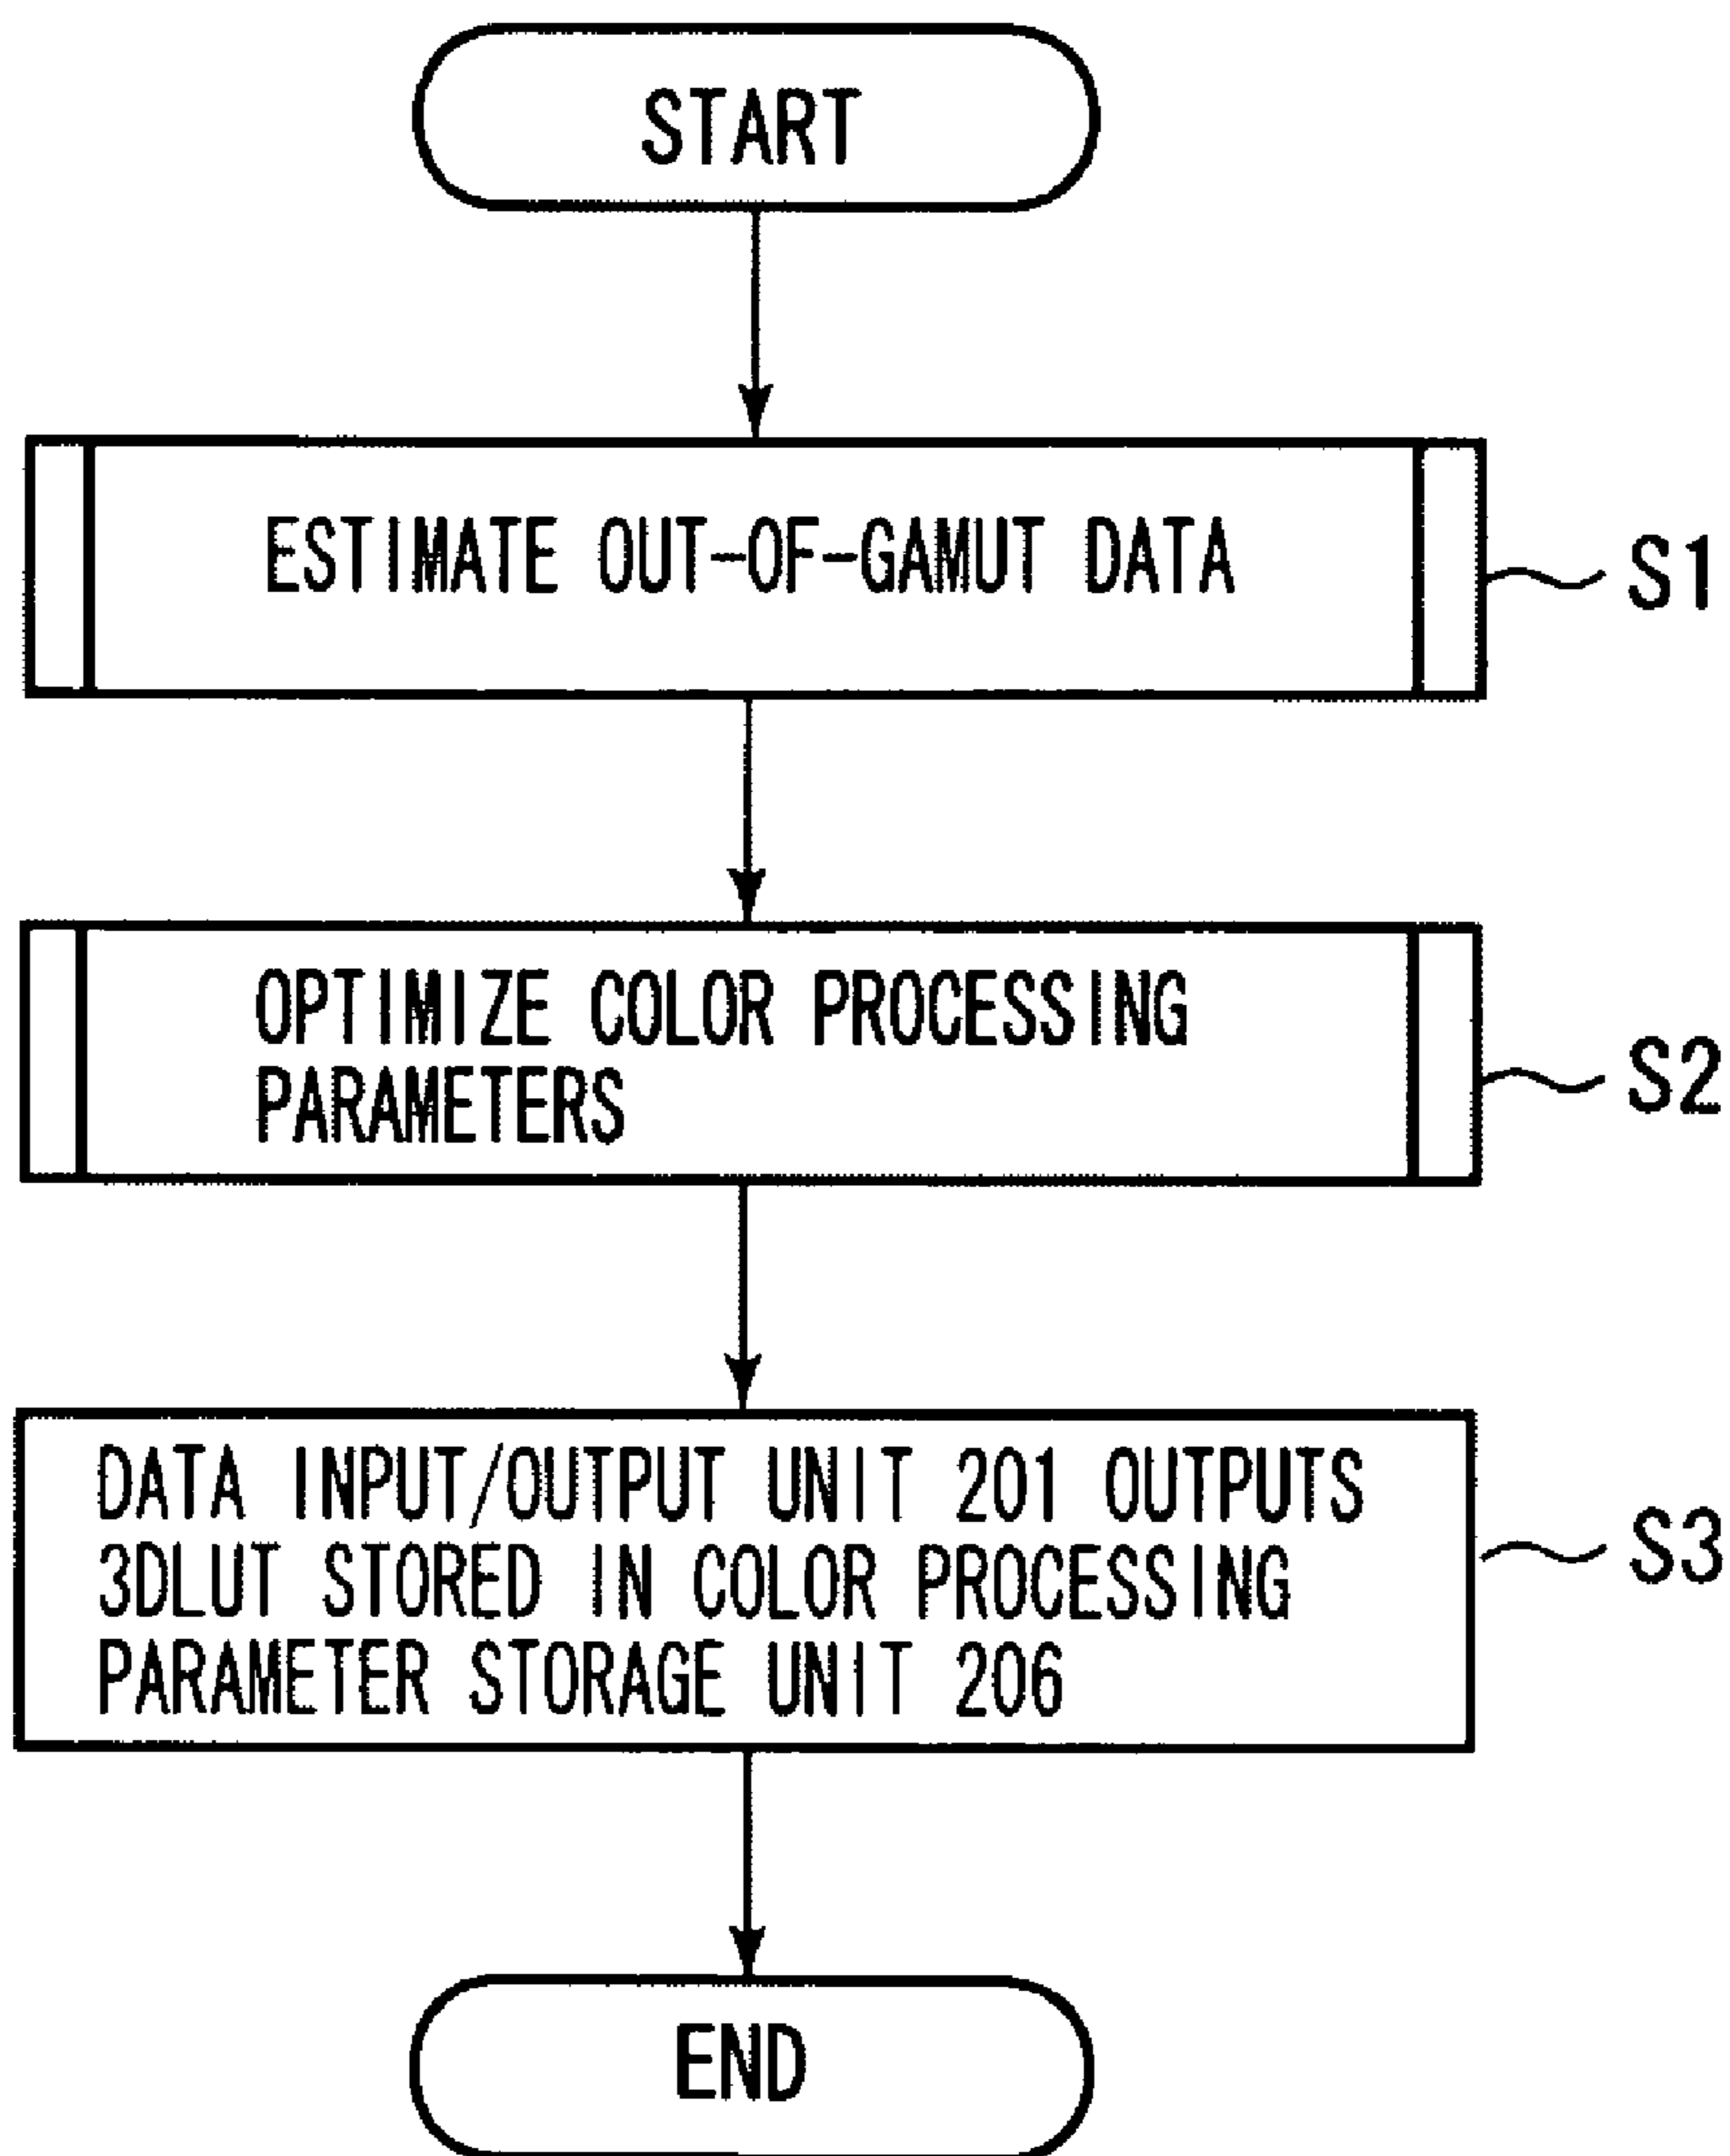 START
ESTIMATE OUT-OF-GAMUT DATA
S1
OPTIMIZE COLOR PROCESSING
PARAMETERS
S2
DATA INPUT/OUTPUT UNIT 201 OUTPUTS
3DLUT STORED IN COLOR PROCESSING
PARAMETER STORAGE UNIT 206
S3
END